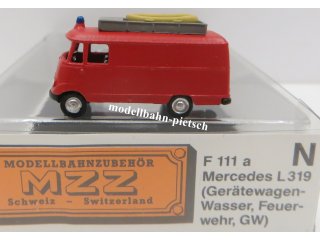 modellbahn-pietsch
MODELLBAHNZUBEHÖR
MZZ
Schweiz - Switzerland
F 111 a
N
Mercedes L 319
(Gerätewagen-
Wasser, Feuer-
wehr, GW)